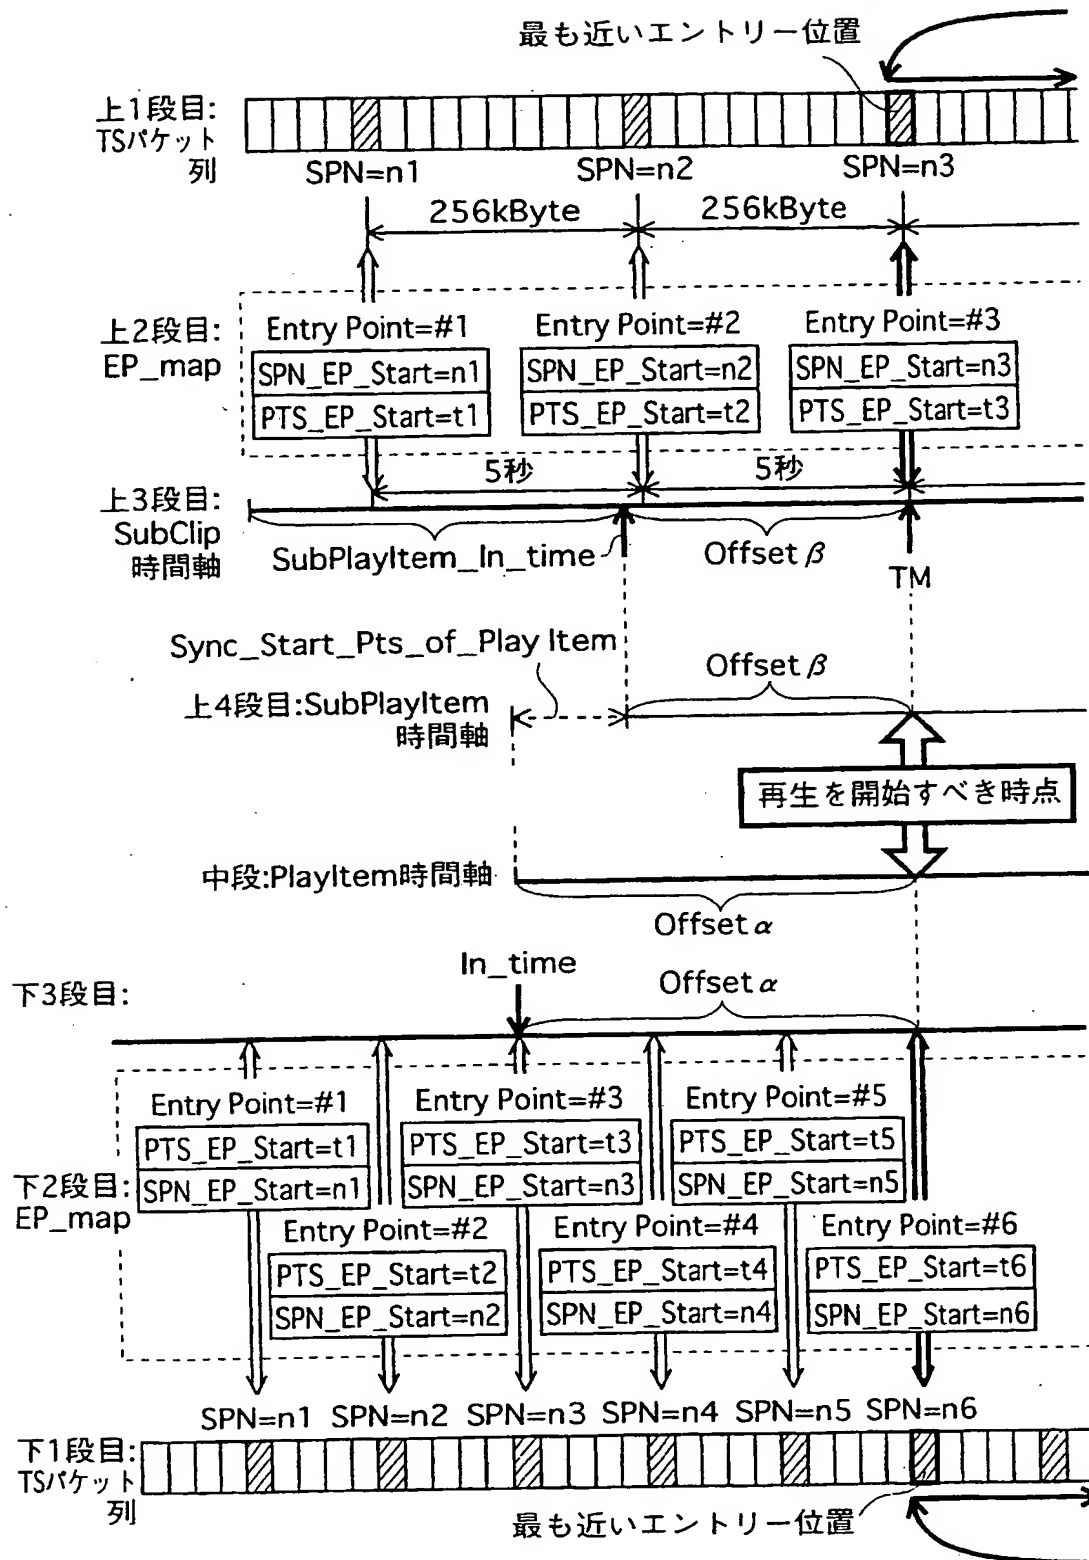 最も近いエントリー位置
上1段目:
TSパケット
列
SPN=n1 SPN=n2 SPN=n3
256kByte 256kByte
上2段目:
EP_map
Entry Point=#1 Entry Point=#2 Entry Point=#3
SPN_EP_Start=n1 SPN_EP_Start=n2 SPN_EP_Start=n3
PTS_EP_Start=t1 PTS_EP_Start=t2 PTS_EP_Start=t3
5秒 5秒
上3段目:
SubClip
時間軸
SubPlayItem_In_time Offset β
TM
Sync_Start_Pts_of_Play Item
Offset β
上4段目:SubPlayItem
時間軸
再生を開始すべき時点
中段:PlayItem時間軸
Offset α
In_time
下3段目:
Offset α
Entry Point=#1 Entry Point=#3 Entry Point=#5
PTS_EP_Start=t1 PTS_EP_Start=t3 PTS_EP_Start=t5
下2段目:
EP_map
SPN_EP_Start=n1 SPN_EP_Start=n3 SPN_EP_Start=n5
Entry Point=#2 Entry Point=#4 Entry Point=#6
PTS_EP_Start=t2 PTS_EP_Start=t4 PTS_EP_Start=t6
SPN_EP_Start=n2 SPN_EP_Start=n4 SPN_EP_Start=n6
SPN=n1 SPN=n2 SPN=n3 SPN=n4 SPN=n5 SPN=n6
下1段目:
TSパケット
列
最も近いエントリー位置